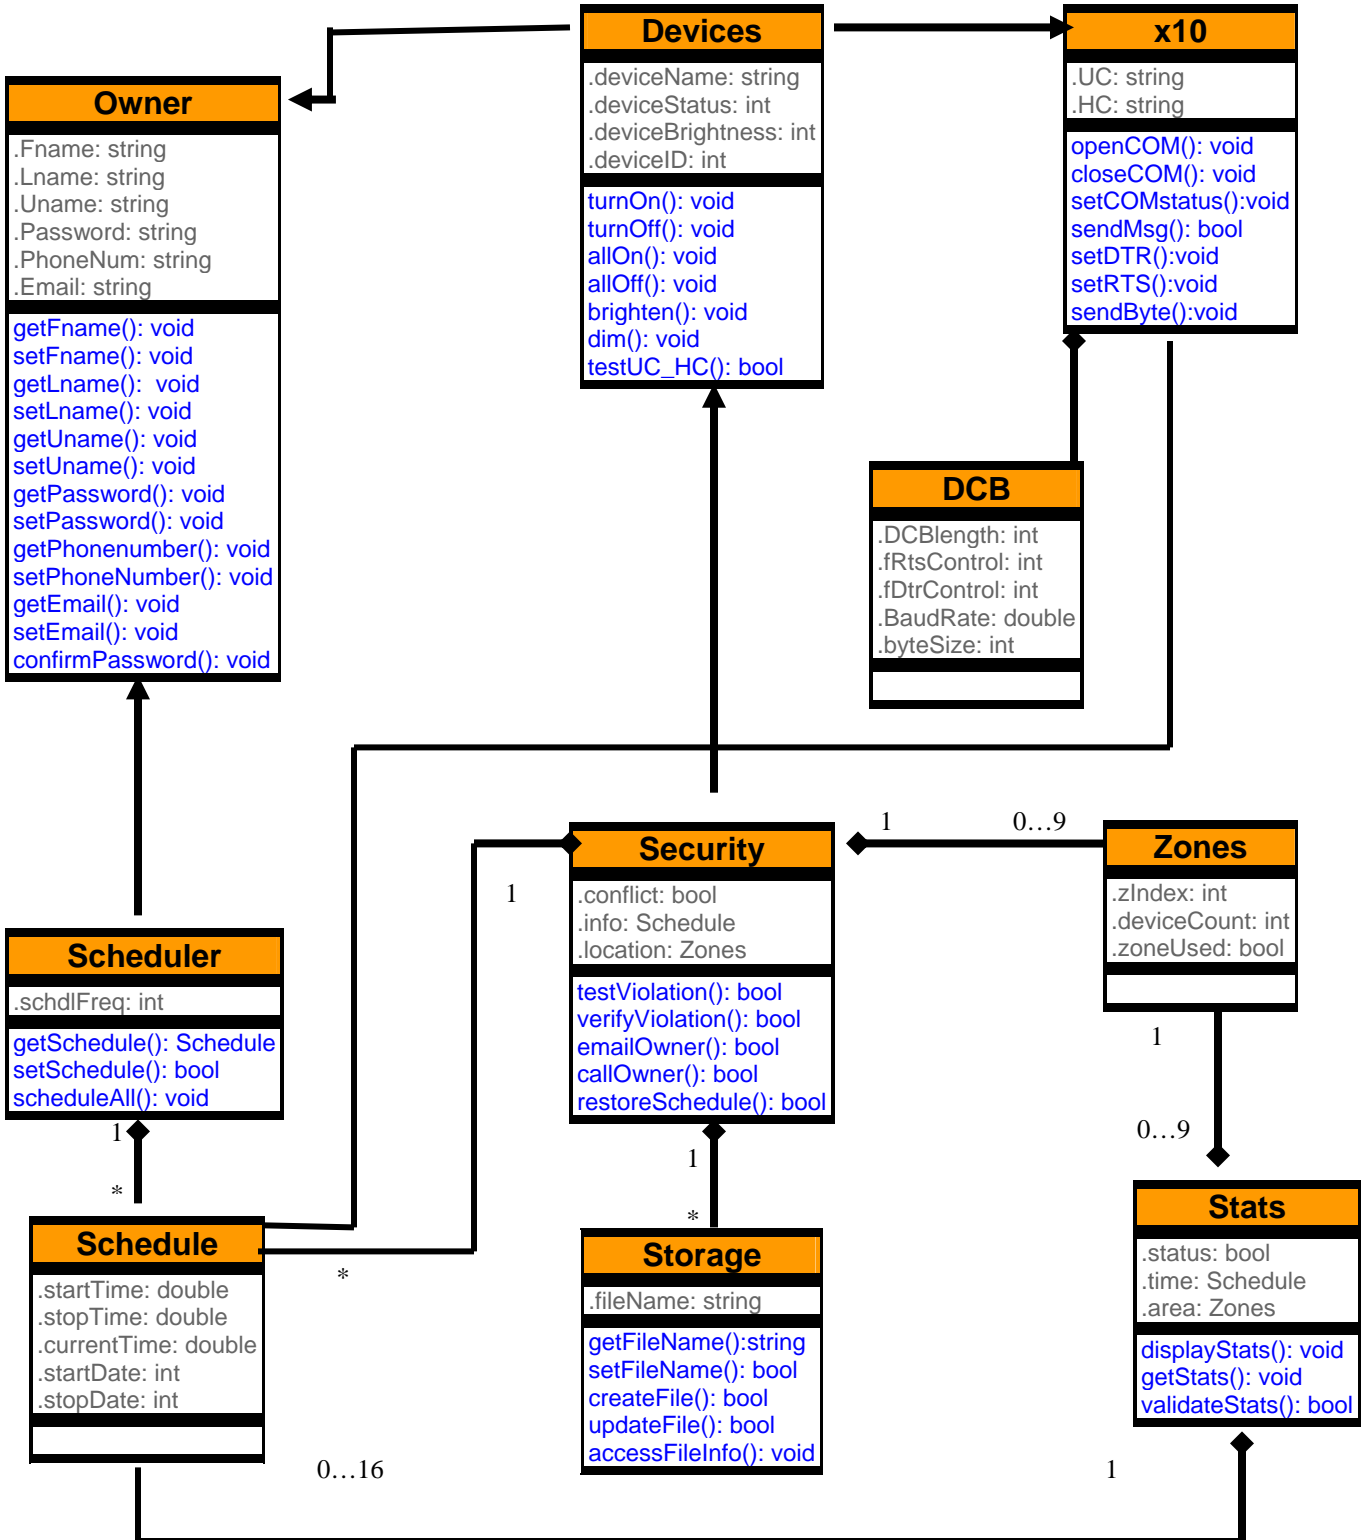 Devices
.deviceName: string
.deviceStatus: int
.deviceBrightness: int
.deviceID: int
turnOn(): void
turnOff(): void
allOn(): void
allOff(): void
brighten(): void
dim(): void
testUC_HC(): bool
x10
.UC: string
.HC: string
openCOM(): void
closeCOM(): void
setCOMstatus():void
sendMsg(): bool
setDTR():void
setRTS():void
sendByte():void
Owner
.Fname: string
.Lname: string
.Uname: string
.Password: string
.PhoneNum: string
.Email: string
getFname(): void
setFname(): void
getLname():  void
setLname(): void
getUname(): void
setUname(): void
getPassword(): void
setPassword(): void
getPhonenumber(): void
setPhoneNumber(): void
getEmail(): void
setEmail(): void
confirmPassword(): void
DCB
.DCBlength: int
.fRtsControl: int
.fDtrControl: int
.BaudRate: double
.byteSize: int
Security
.conflict: bool
.info: Schedule
.location: Zones
testViolation(): bool
verifyViolation(): bool
emailOwner(): bool
callOwner(): bool
restoreSchedule(): bool
1
0…9
1
Zones
.zIndex: int
.deviceCount: int
.zoneUsed: bool
1
0…9
Scheduler
.schdlFreq: int
getSchedule(): Schedule
setSchedule(): bool
scheduleAll(): void
1
*
1
*
Schedule
.startTime: double
.stopTime: double
.currentTime: double
.startDate: int
.stopDate: int
*
0…16
Storage
.fileName: string
getFileName():string
setFileName(): bool
createFile(): bool
updateFile(): bool
accessFileInfo(): void
Stats
.status: bool
.time: Schedule
.area: Zones
displayStats(): void
getStats(): void
validateStats(): bool
1